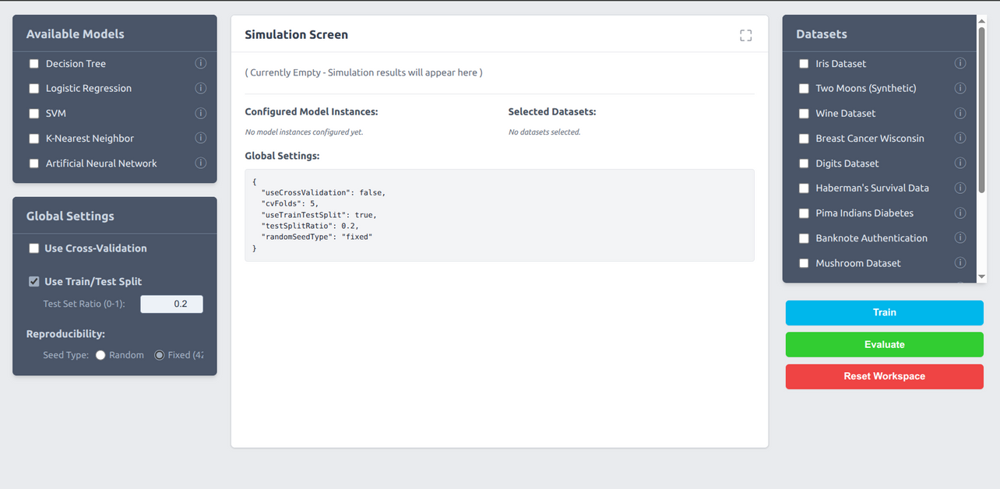 Available Models
Decision Tree
Logistic Regression
SVM
K-Nearest Neighbor
Artificial Neural Network
Global Settings
Use Cross-Validation
Use Train/Test Split
Test Set Ratio (0-1): 0.2
Reproducibility:
Seed Type: Random Fixed (42
Simulation Screen
( Currently Empty - Simulation results will appear here )
Configured Model Instances:
No model instances configured yet.
Selected Datasets:
No datasets selected.
Global Settings:
{
  "useCrossValidation": false,
  "cvFolds": 5,
  "useTrainTestSplit": true,
  "testSplitRatio": 0.2,
  "randomSeedType": "fixed"
}
Datasets
Iris Dataset
Two Moons (Synthetic)
Wine Dataset
Breast Cancer Wisconsin
Digits Dataset
Haberman's Survival Data
Pima Indians Diabetes
Banknote Authentication
Mushroom Dataset
Train
Evaluate
Reset Workspace